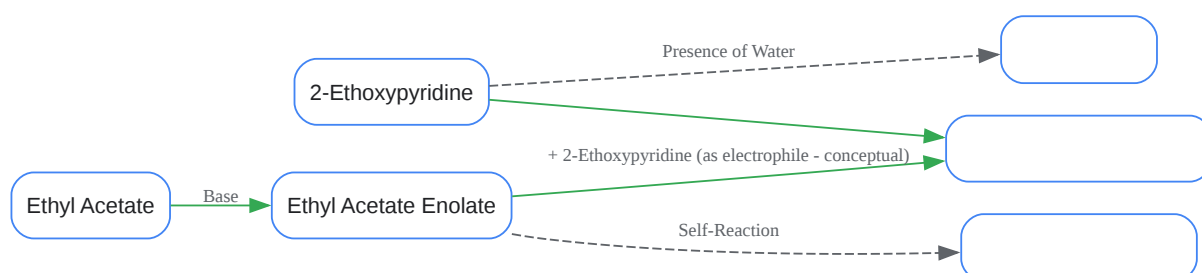 Presence of Water
2-Ethoxypyridine
+ 2-Ethoxypyridine (as electrophile - conceptual)
Ethyl Acetate
Base
Ethyl Acetate Enolate
Self-Reaction